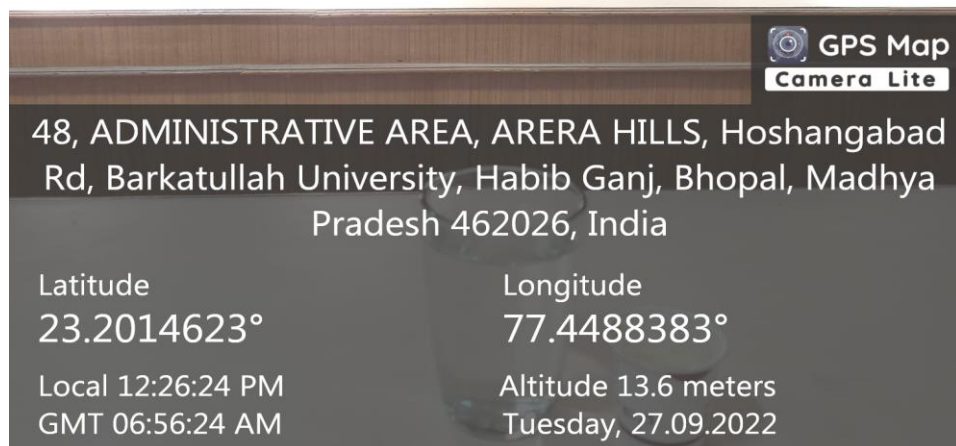 GPS Map
Camera Lite
48, ADMINISTRATIVE AREA, ARERA HILLS, Hoshangabad
Rd, Barkatullah University, Habib Ganj, Bhopal, Madhya
Pradesh 462026, India
Latitude
23.2014623°
Longitude
77.4488383°
Local 12:26:24 PM
GMT 06:56:24 AM
Altitude 13.6 meters
Tuesday, 27.09.2022